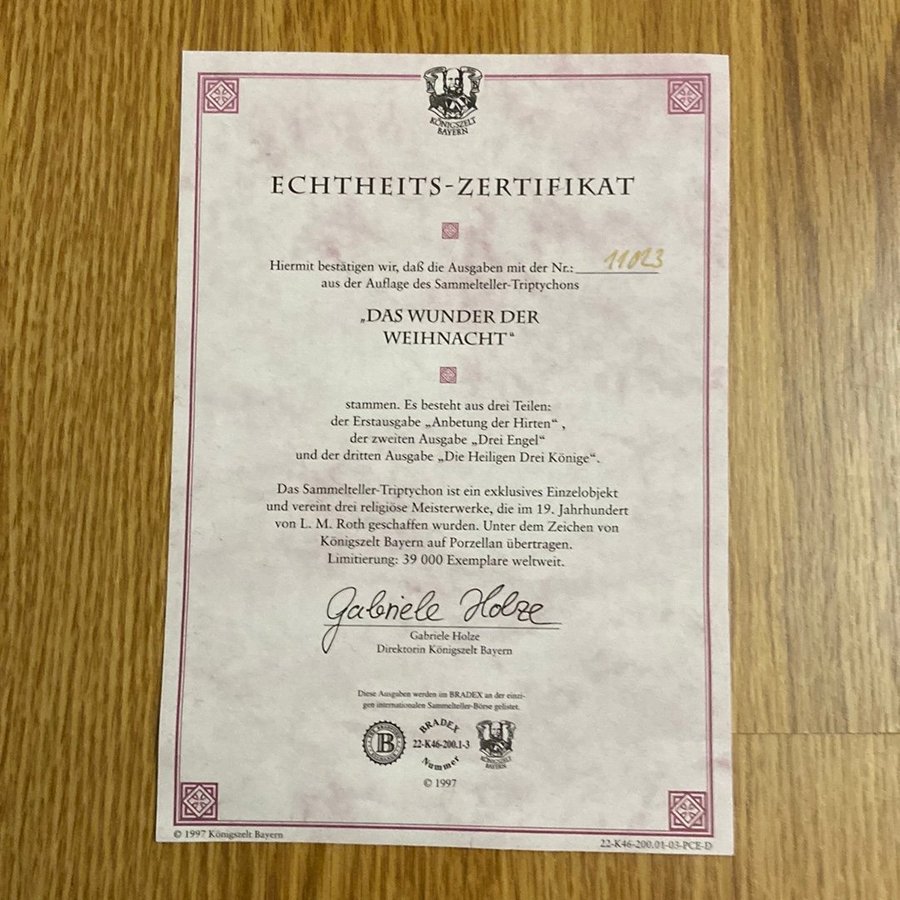 KÖNIGSZELT
BAYERN
ECHTHEITS-ZERTIFIKAT
Hiermit bestätigen wir, daß die Ausgaben mit der Nr.: 11023
aus der Auflage des Sammelteller-Triptychons
„DAS WUNDER DER
WEIHNACHT“
stammen. Es besteht aus drei Teilen:
der Erstausgabe „Anbetung der Hirten“ ,
der zweiten Ausgabe „Drei Engel“
und der dritten Ausgabe „Die Heiligen Drei Könige“.
Das Sammelteller-Triptychon ist ein exklusives Einzelobjekt
und vereint drei religiöse Meisterwerke, die im 19. Jahrhundert
von L. M. Roth geschaffen wurden. Unter dem Zeichen von
Königszelt Bayern auf Porzellan übertragen.
Limitierung: 39 000 Exemplare weltweit.
Gabriele Holze
Gabriele Holze
Direktorin Königszelt Bayern
Diese Ausgaben werden im BRADEX an der einzi-
gen internationalen Sammelteller-Börse gelistet.
B
BRADEX
22-K46-200.1-3
Nummer
KÖNIGSZELT
BAYERN
© 1997
© 1997 Königszelt Bayern
22-K46-200.01-03-PCE-D